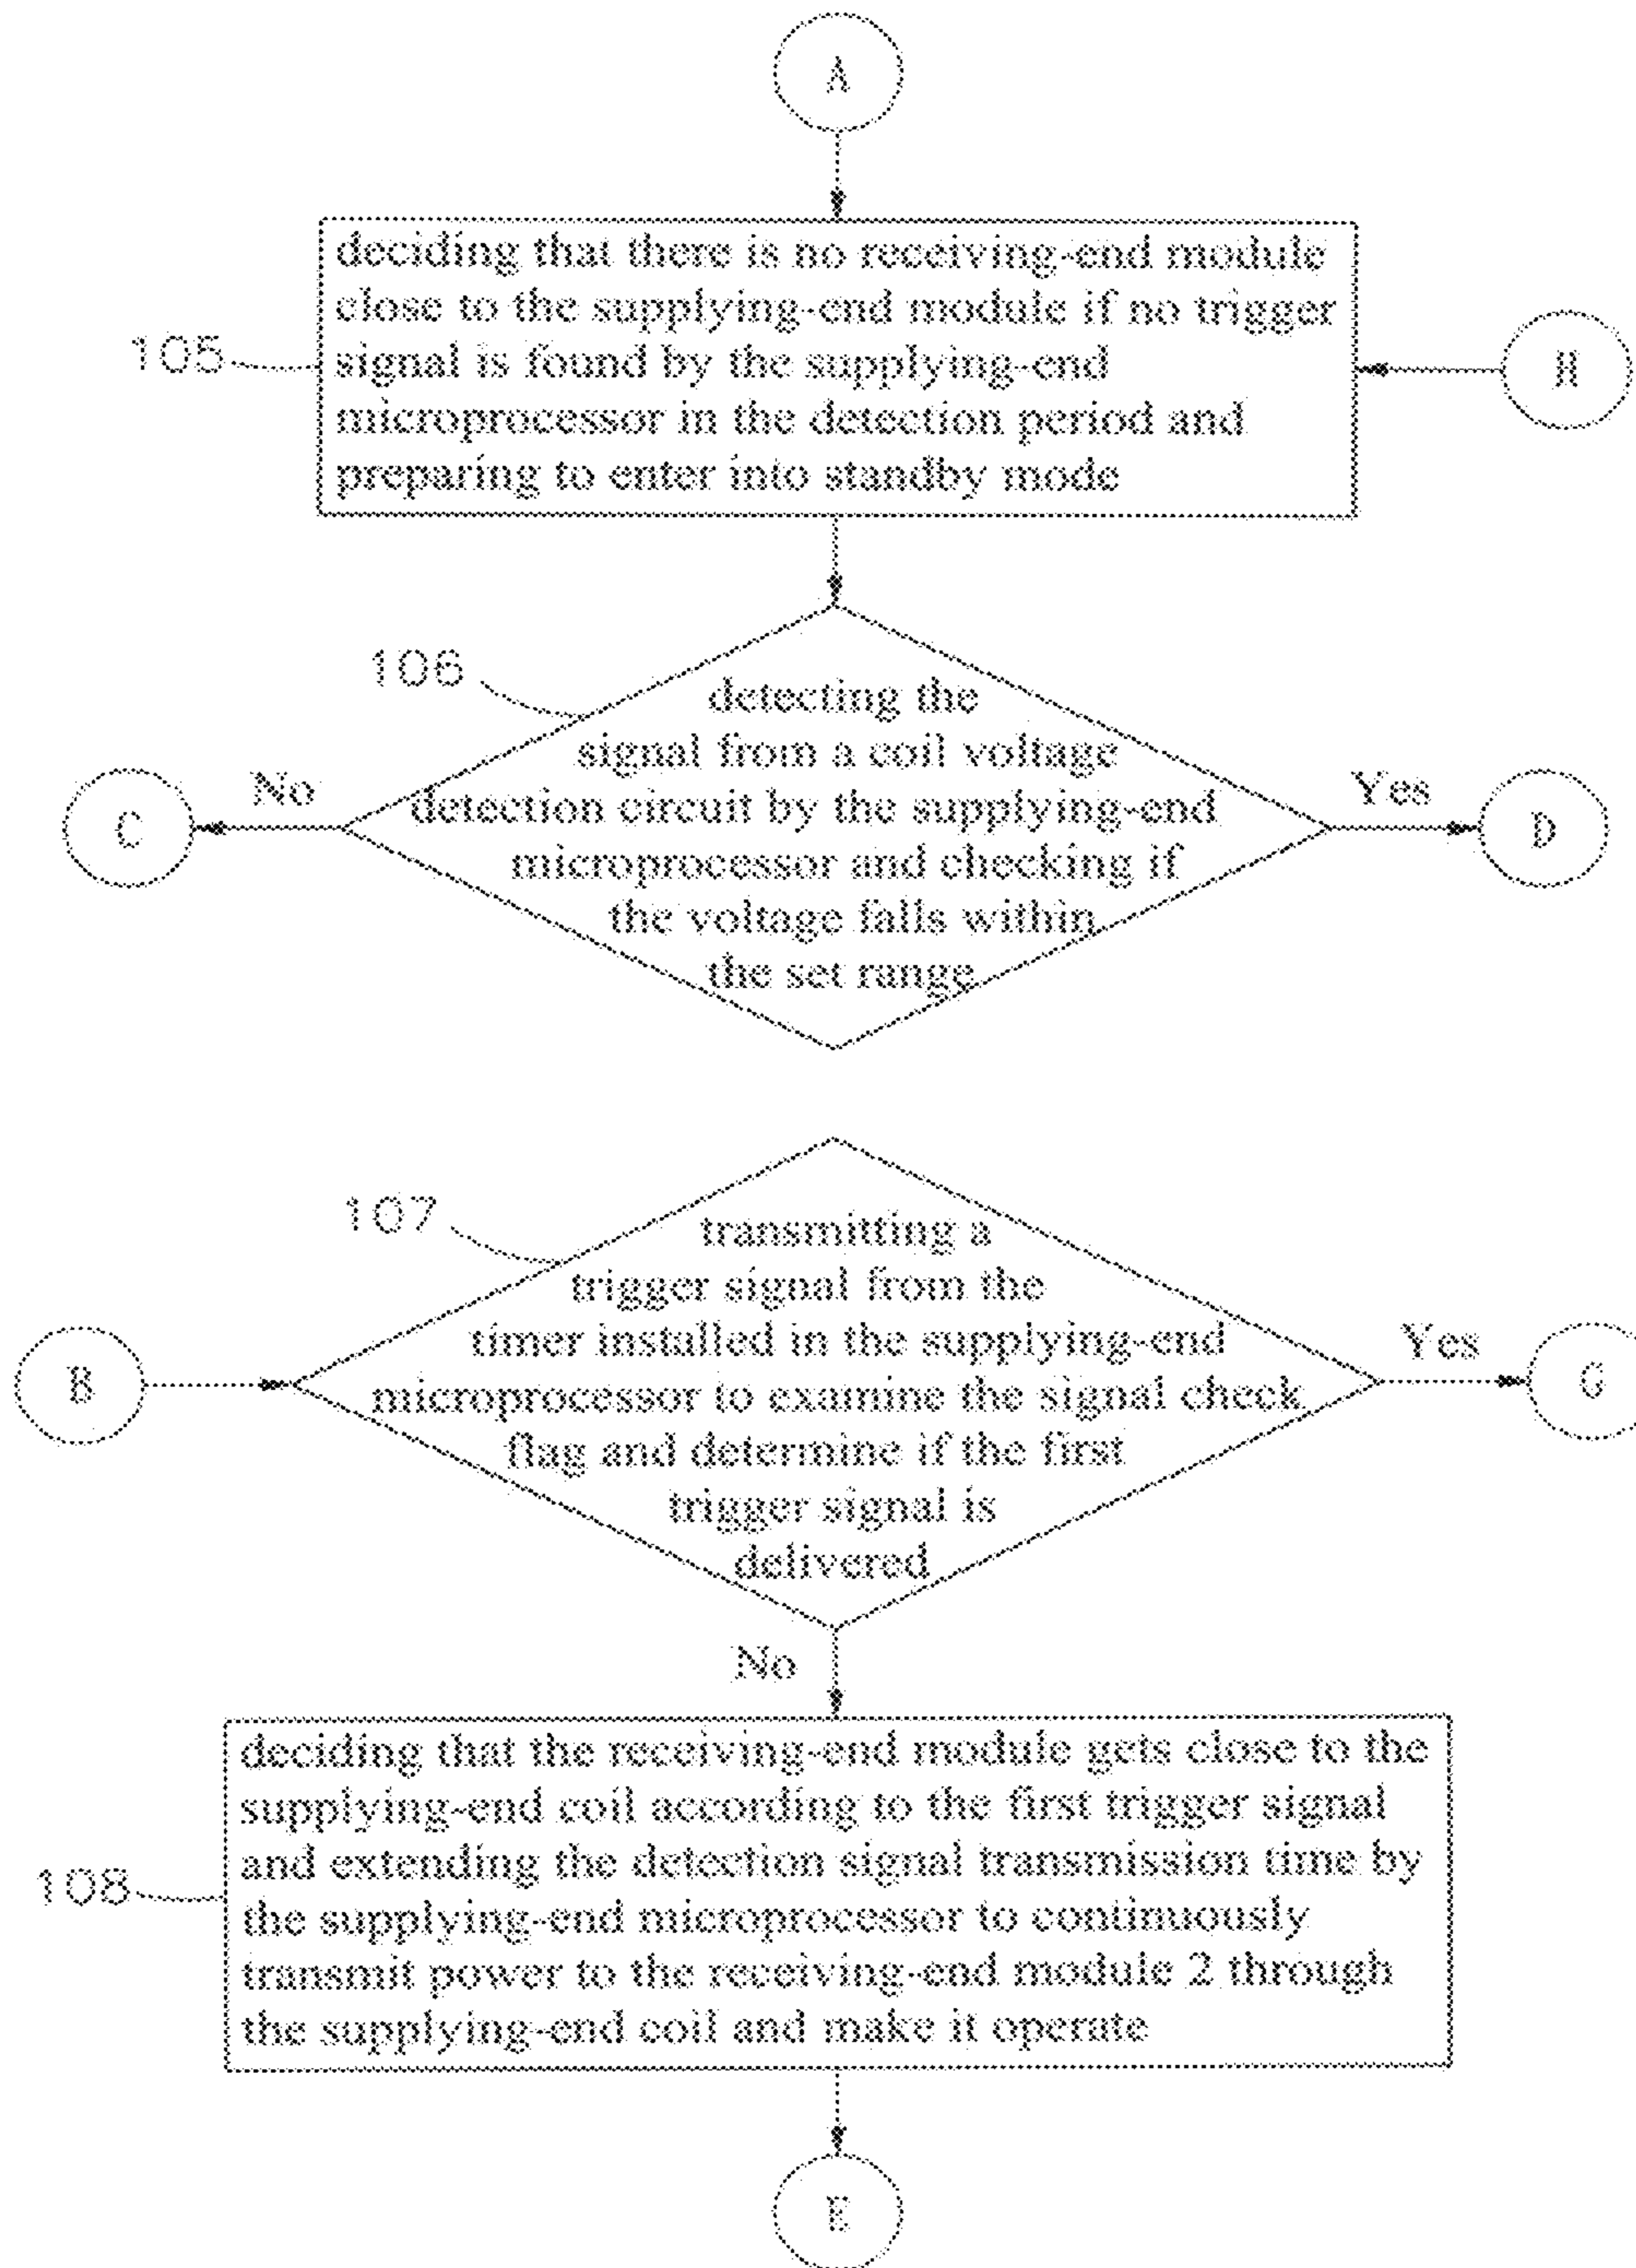 A
deciding that there is no receiving-end module
close to the supplying-end module if no trigger
signal is found by the supplying-end
microprocessor in the detection period and
preparing to enter into standby mode
105
H
106
detecting the
signal from a coil voltage
detection circuit by the supplying-end
microprocessor and checking if
the voltage falls within
the set range
No
C
Yes
D
107
transmitting a
trigger signal from the
timer installed in the supplying-end
microprocessor to examine the signal check
flag and determine if the first
trigger signal is
delivered
B
Yes
G
No
deciding that the receiving-end module gets close to the
supplying-end coil according to the first trigger signal
and extending the detection signal transmission time by
the supplying-end microprocessor to continuously
transmit power to the receiving-end module 2 through
the supplying-end coil and make it operate
108
E